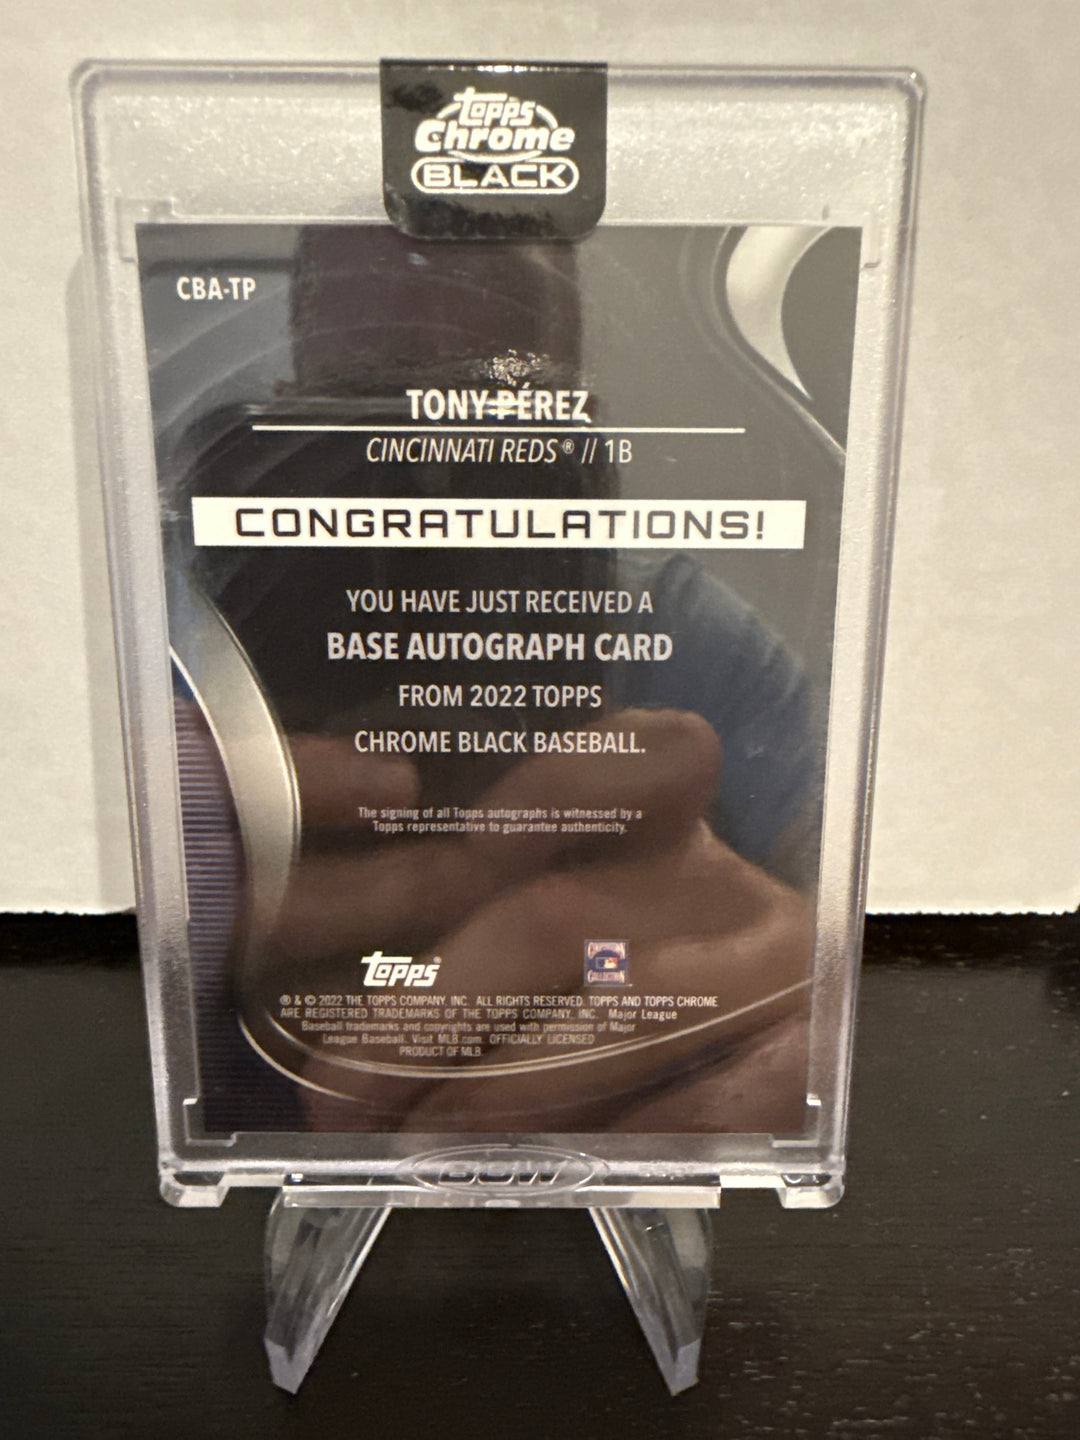 Topps
Chrome
BLACK
CBA-TP
TONY PÉREZ
CINCINNATI REDS® // 1B
CONGRATULATIONS!
YOU HAVE JUST RECEIVED A
BASE AUTOGRAPH CARD
FROM 2022 TOPPS
CHROME BLACK BASEBALL.
The signing of all Topps autographs is witnessed by a
Topps representative to guarantee authenticity.
Topps®
COLLECTION
® & © 2022 THE TOPPS COMPANY, INC. ALL RIGHTS RESERVED. TOPPS AND TOPPS CHROME
ARE REGISTERED TRADEMARKS OF THE TOPPS COMPANY, INC. Major League
Baseball trademarks and copyrights are used with permission of Major
League Baseball. Visit MLB.com. OFFICIALLY LICENSED
PRODUCT OF MLB
BCW